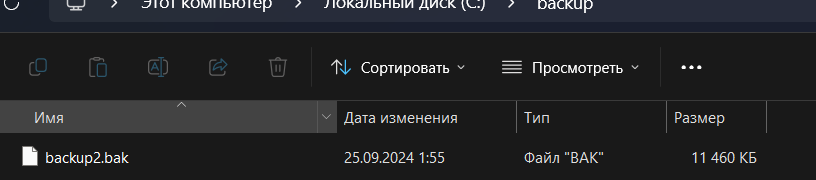 Этот компьютер > Локальный диск (C:) > backup
Сортировать Просмотреть
Имя Дата изменения Тип Размер
backup2.bak 25.09.2024 1:55 Файл "BAK" 11 460 КБ